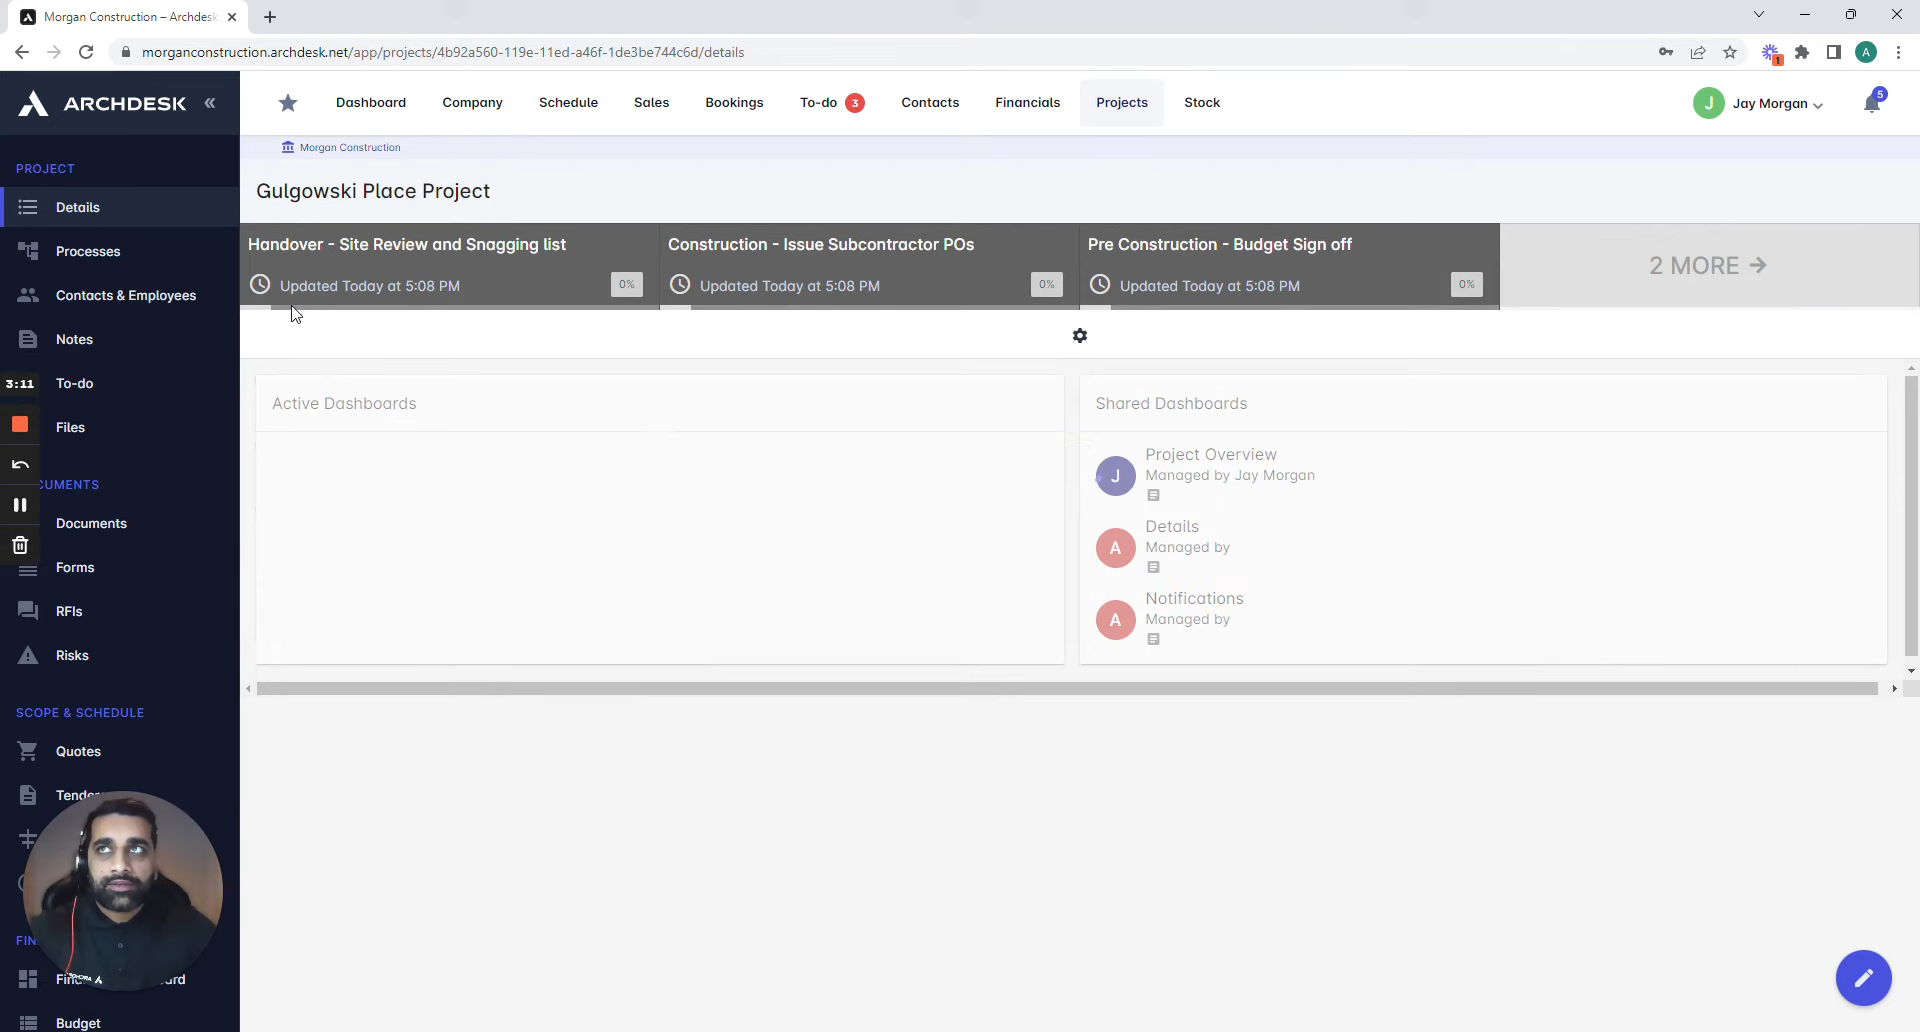 Morgan Construction – Archdesk
morganconstruction.archdesk.net/app/projects/4b92a560-119e-11ed-a46f-1de3be744c6d/details
1
A
ARCHDESK
Dashboard
Company
Schedule
Sales
Bookings
To-do 3
Contacts
Financials
Projects
Stock
J
Jay Morgan
5
Morgan Construction
PROJECT
Details
Processes
Contacts & Employees
Notes
3:11
To-do
Files
CUMENTS
Documents
Forms
RFIs
Risks
SCOPE & SCHEDULE
Quotes
Budget
Gulgowski Place Project
Handover - Site Review and Snagging list
Updated Today at 5:08 PM
0%
Construction - Issue Subcontractor POs
Updated Today at 5:08 PM
0%
Pre Construction - Budget Sign off
Updated Today at 5:08 PM
0%
2 MORE
Active Dashboards
Shared Dashboards
J
Project Overview
Managed by Jay Morgan
A
Details
Managed by
A
Notifications
Managed by